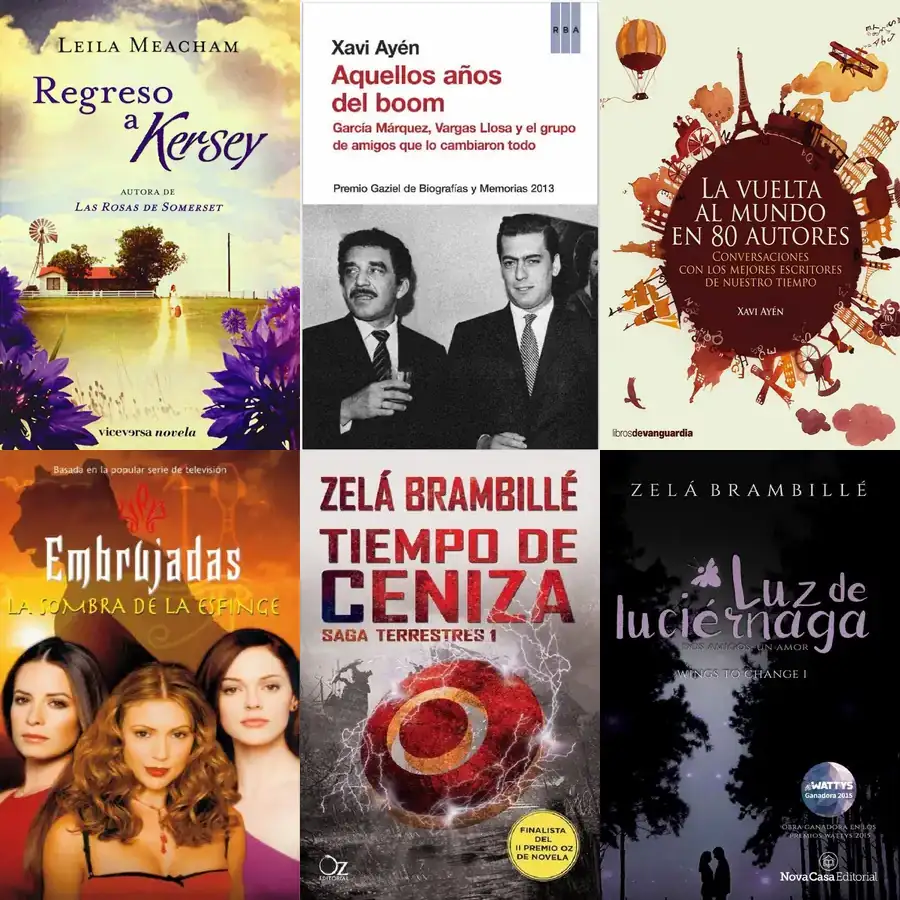 LEILA MEACHAM
Regreso
a
Kersey
AUTORA DE
LAS ROSAS DE SOMERSET
viceversa novela
RBA
Xavi Ayén
Aquellos años
del boom
García Márquez, Vargas Llosa y el grupo
de amigos que lo cambiaron todo
Premio Gaziel de Biografías y Memorias 2013
LA VUELTA
AL MUNDO
EN 80 AUTORES
CONVERSACIONES
CON LOS MEJORES ESCRITORES
DE NUESTRO TIEMPO
XAVI AYÉN
librosdevanguardia
Basada en la popular serie de televisión
Embrujadas
LA SOMBRA DE LA ESFINGE
ZELÁ BRAMBILLÉ
TIEMPO DE
CENIZA
SAGA TERRESTRES 1
FINALISTA
DEL
II PREMIO OZ
DE NOVELA
OZ
EDITORIAL
ZELÁ BRAMBILLÉ
Luz de
luciérnaga
DOS AMIGOS, UN AMOR
WINGS TO CHANGE I
WATTYS
Ganadora 2015
OBRA GANADORA EN LOS
PREMIOS WATTYS 2015
NovaCasaEditorial